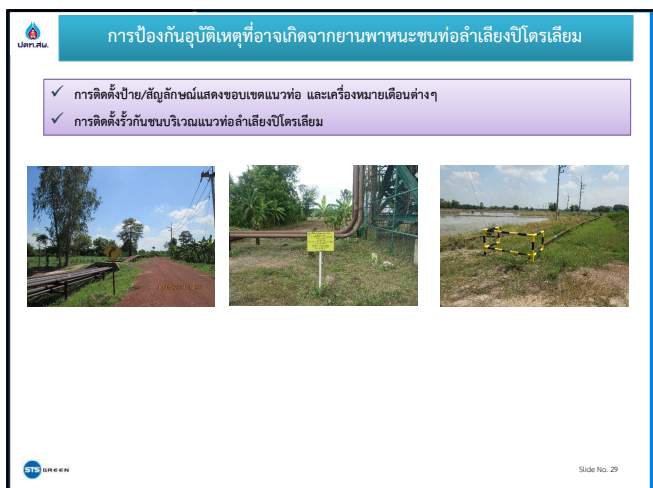 ปตท.สผ.
การป้องกันอุบัติเหตุที่อาจเกิดจากยานพาหนะชนท่อลำเลียงปิโตรเลียม
✓ การติดตั้งป้าย/สัญลักษณ์แสดงขอบเขตแนวท่อ และเครื่องหมายเตือนต่างๆ
✓ การติดตั้งรั้วกันชนบริเวณแนวท่อลำเลียงปิโตรเลียม
STS GREEN
Slide No. 29